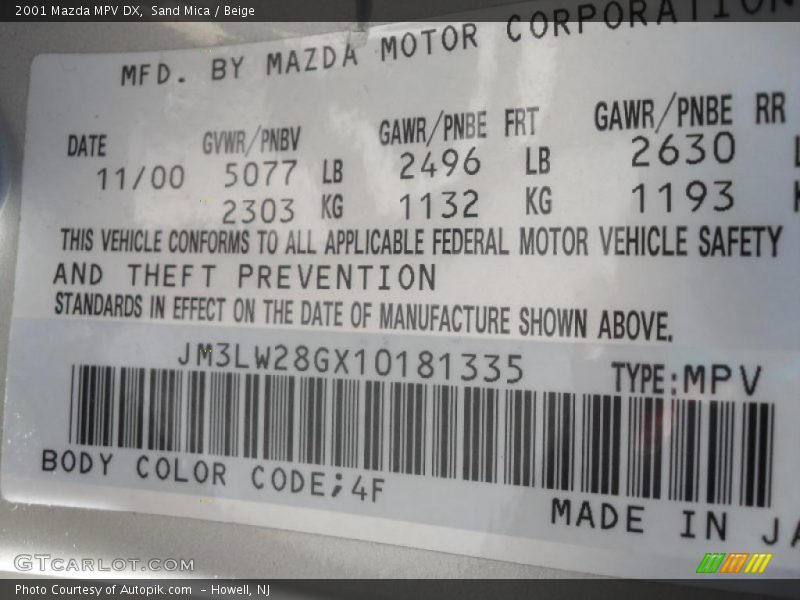 2001 Mazda MPV DX, Sand Mica / Beige
MFD. BY MAZDA MOTOR CORPORATION
DATE GVWR/PNBV GAWR/PNBE FRT GAWR/PNBE RR
11/00 5077 LB 2496 LB 2630 L
2303 KG 1132 KG 1193 K
THIS VEHICLE CONFORMS TO ALL APPLICABLE FEDERAL MOTOR VEHICLE SAFETY
AND THEFT PREVENTION
STANDARDS IN EFFECT ON THE DATE OF MANUFACTURE SHOWN ABOVE.
JM3LW28GX10181335 TYPE:MPV
BODY COLOR CODE;4F
MADE IN JA
GTCARLOT.COM
Photo Courtesy of Autopik.com - Howell, NJ